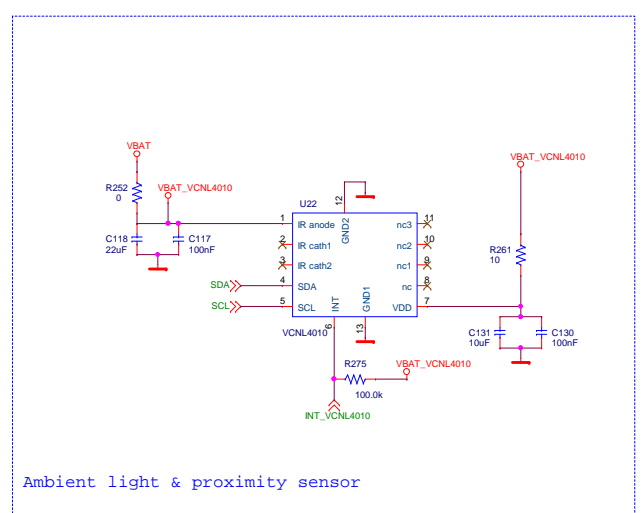 VBAT
VBAT_VCNL4010
R252
0
VBAT_VCNL4010
U22
12
GND2
1
IR anode
nc3
11
C118
22uF
C117
100nF
2
IR cath1
nc2
10
R261
10
3
IR cath2
nc1
9
SDA
4
SDA
nc
8
SCL
5
SCL
INT
GND1
VDD
7
VCNL4010
6
13
C131
10uF
C130
100nF
R275
100.0k
VBAT_VCNL4010
INT_VCNL4010
Ambient light & proximity sensor